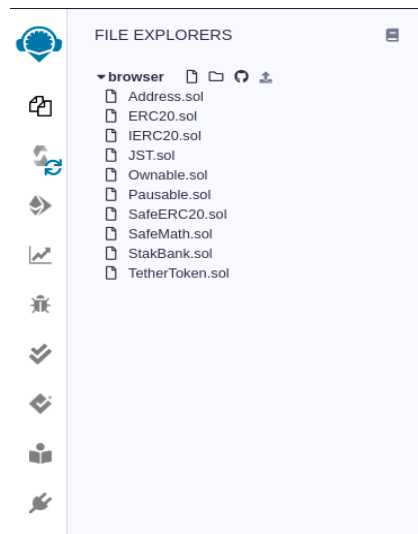 FILE EXPLORERS
browser
Address.sol
ERC20.sol
IERC20.sol
JST.sol
Ownable.sol
Pausable.sol
SafeERC20.sol
SafeMath.sol
StakBank.sol
TetherToken.sol